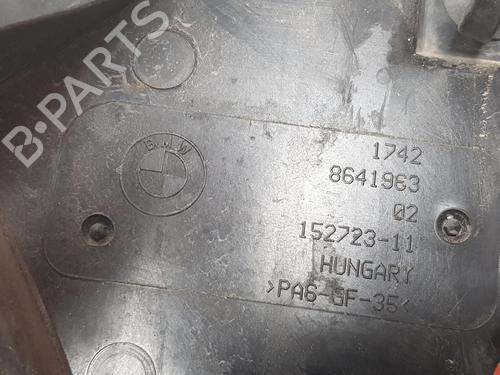 B-PARTS
BMW
1742
8641963
02
152723-11
HUNGARY
>PA6-GF-35<